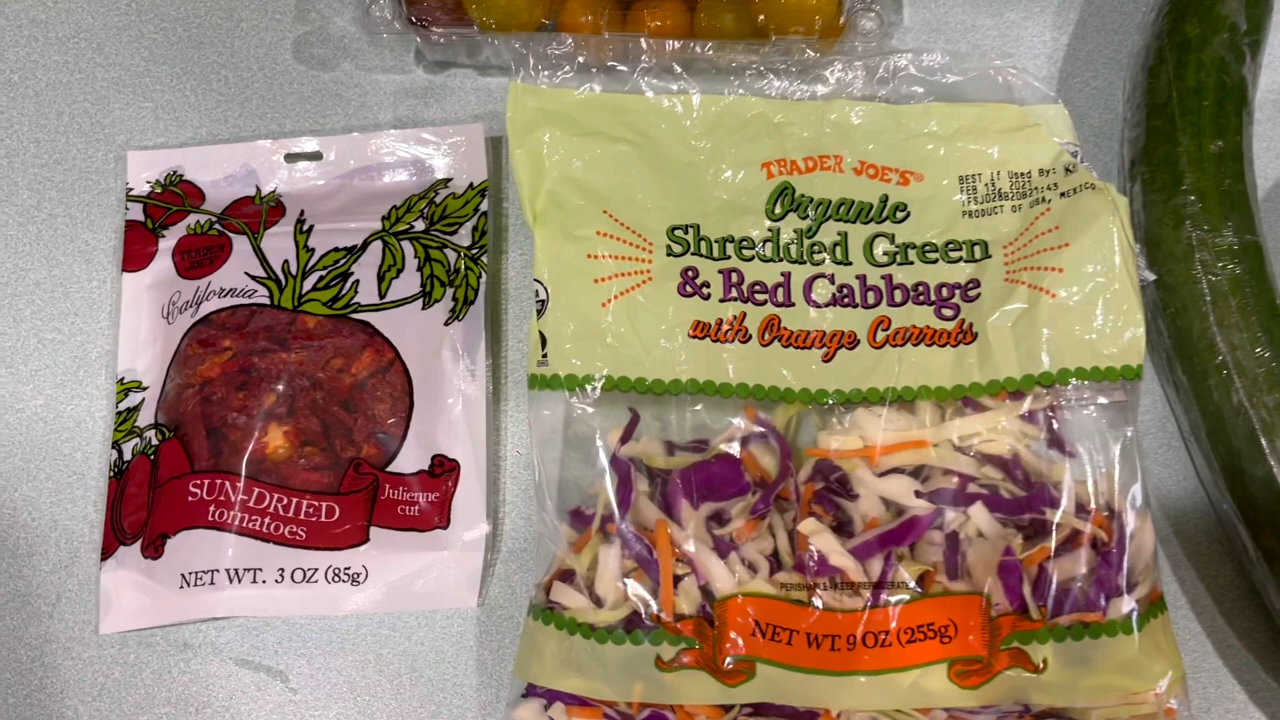 TRADER
JOE'S
California
SUN-DRIED
tomatoes
Julienne
cut
NET WT. 3 OZ (85g)
TRADER JOE'S®
Organic
Shredded Green
& Red Cabbage
with Orange Carrots
BEST if Used By:
FEB 13, 2021
PRODUCT OF USA, MEXICO
PERISHABLE - KEEP REFRIGERATED
NET WT. 9 OZ (255g)